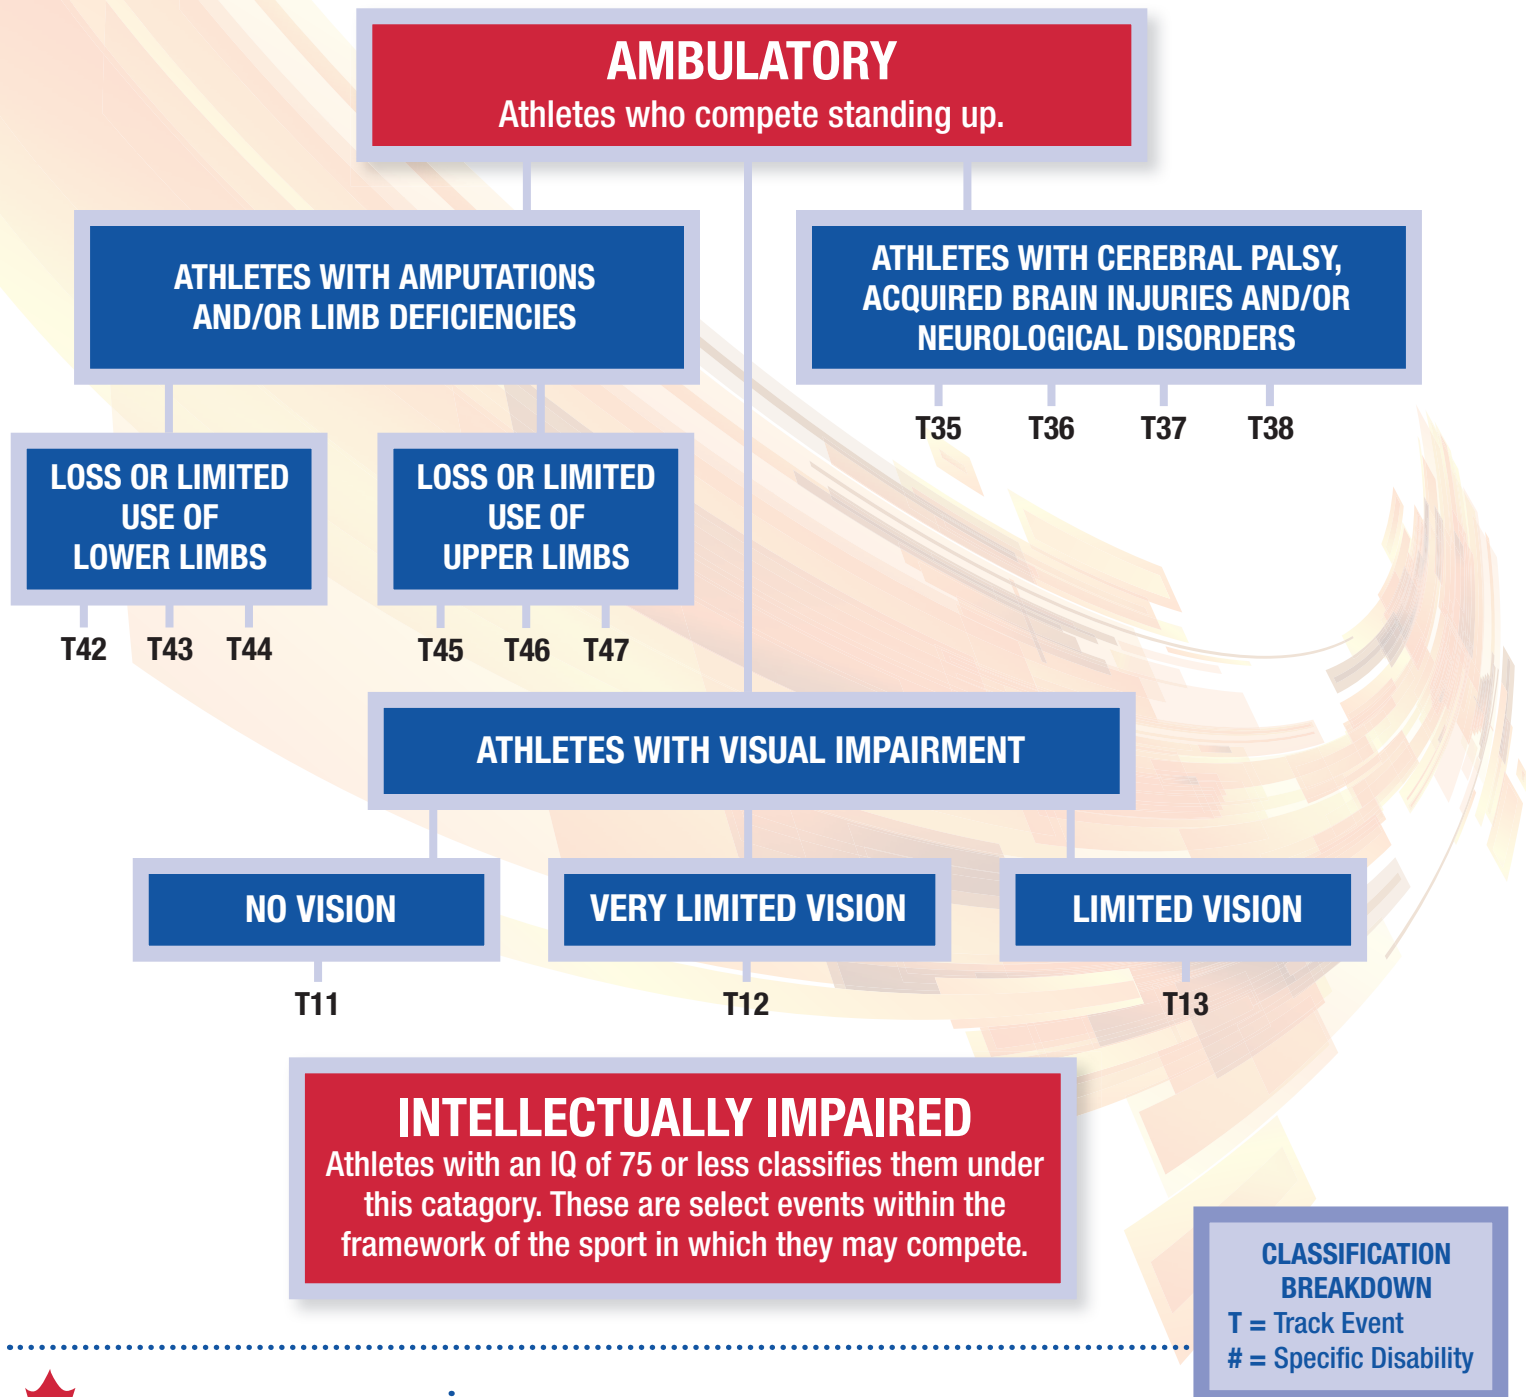 AMBULATORY
Athletes who compete standing up.
ATHLETES WITH AMPUTATIONS
AND/OR LIMB DEFICIENCIES
ATHLETES WITH CEREBRAL PALSY,
ACQUIRED BRAIN INJURIES AND/OR
NEUROLOGICAL DISORDERS
T35 T36 T37 T38
LOSS OR LIMITED
USE OF
LOWER LIMBS
T42 T43 T44
LOSS OR LIMITED
USE OF
UPPER LIMBS
T45 T46 T47
ATHLETES WITH VISUAL IMPAIRMENT
NO VISION
T11
VERY LIMITED VISION
T12
LIMITED VISION
T13
INTELLECTUALLY IMPAIRED
Athletes with an IQ of 75 or less classifies them under
this catagory. These are select events within the
framework of the sport in which they may compete.
CLASSIFICATION
BREAKDOWN
T = Track Event
# = Specific Disability